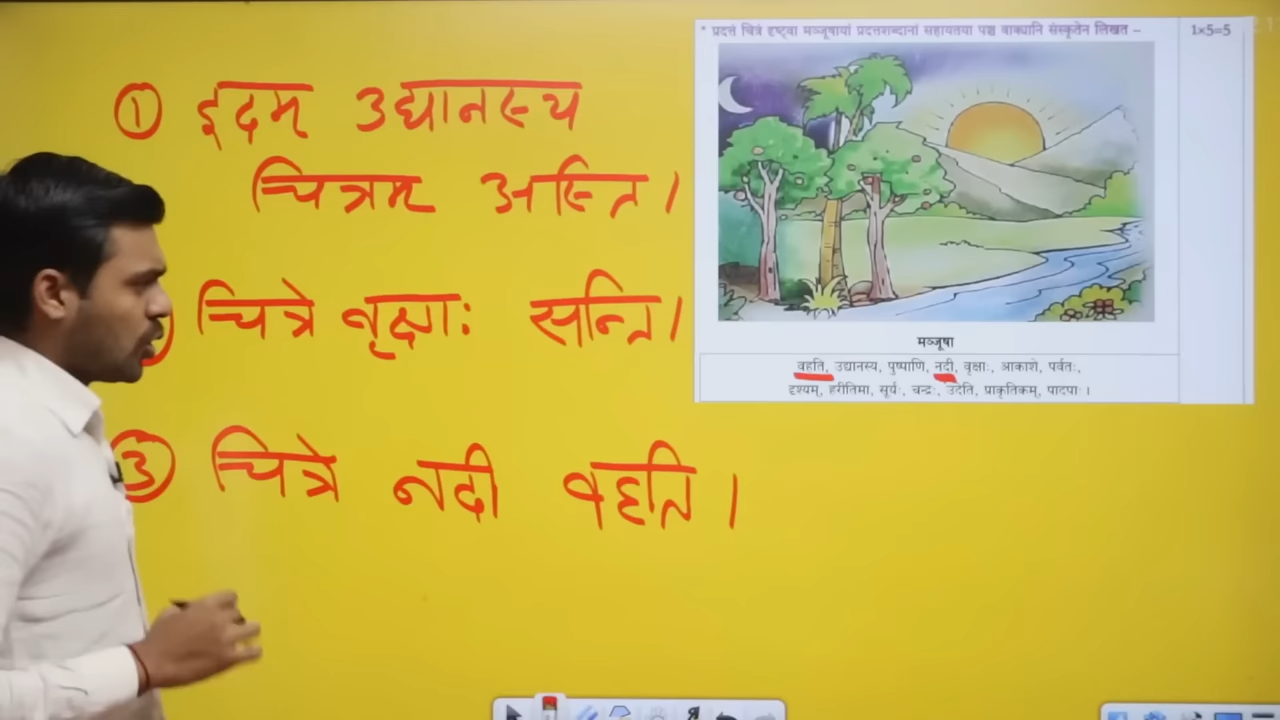 ① इदम् उद्यानस्य
चित्रम् अस्ति।
चित्रे वृक्षाः सन्ति।
③ चित्रे नदी वहति।
* प्रदत्तं चित्रं दृष्ट्वा मञ्जूषायां प्रदत्तशब्दानां सहायतया पञ्च वाक्यानि संस्कृतेन लिखत – 1×5=5
मञ्जूषा
वहति, उद्यानस्य, पुष्पाणि, नदी, वृक्षाः, आकाशे, पर्वतः,
दृश्यम्, हरीतिमा, सूर्यः, चन्द्रः, उदेति, प्राकृतिकम्, पादपाः।